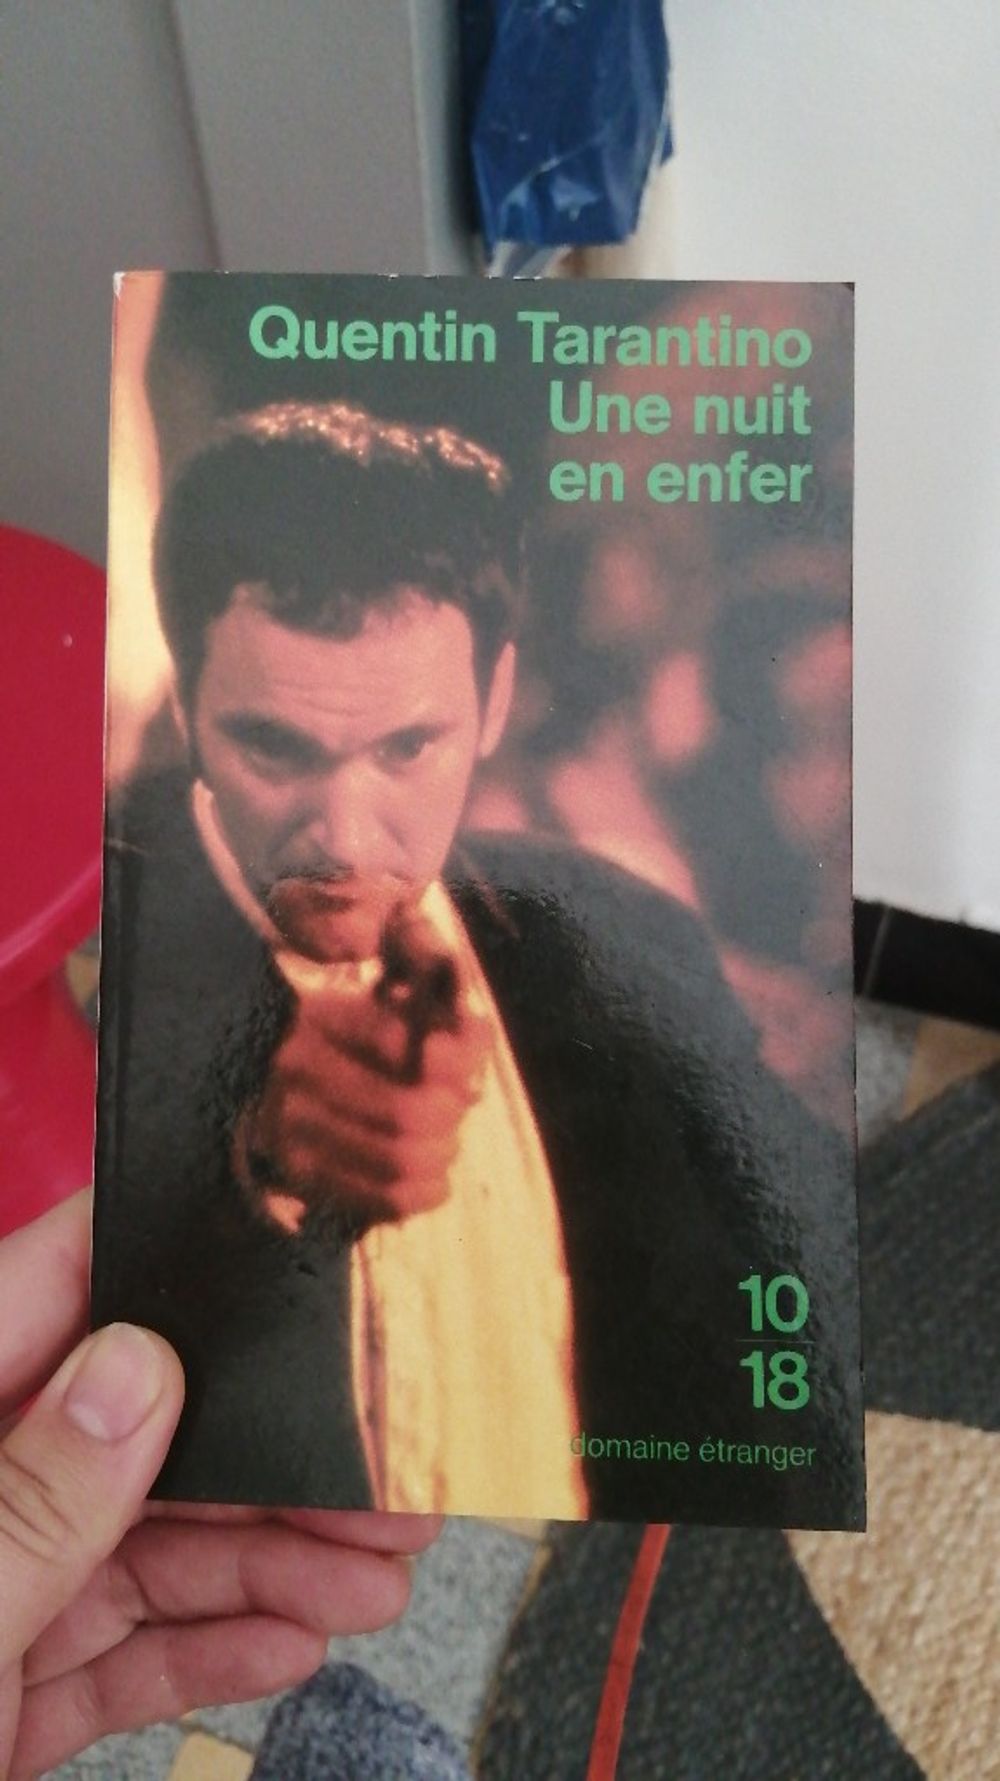 Quentin Tarantino
Une nuit
en enfer
10
18
domaine étranger